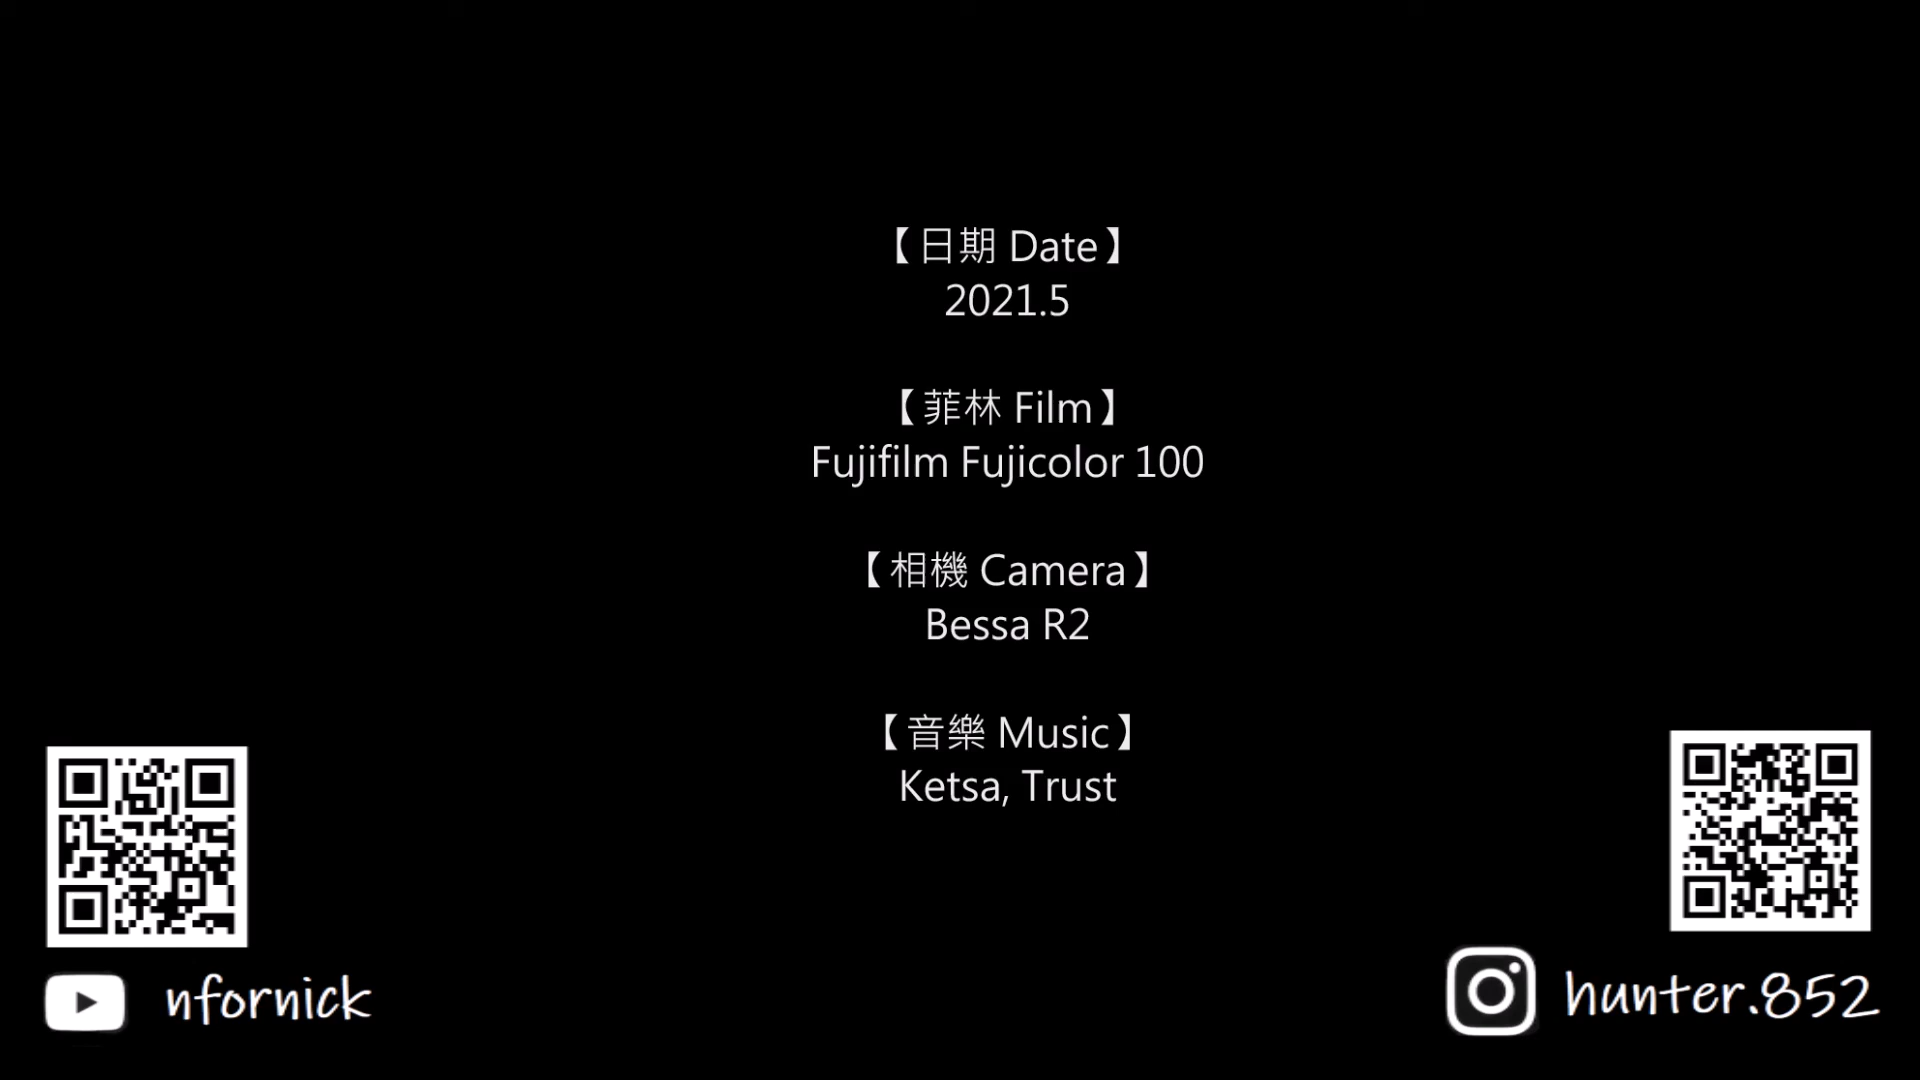 【日期 Date】
2021.5
【菲林 Film】
Fujifilm Fujicolor 100
【相機 Camera】
Bessa R2
【音樂 Music】
Ketsa, Trust
nfornick
hunter.852